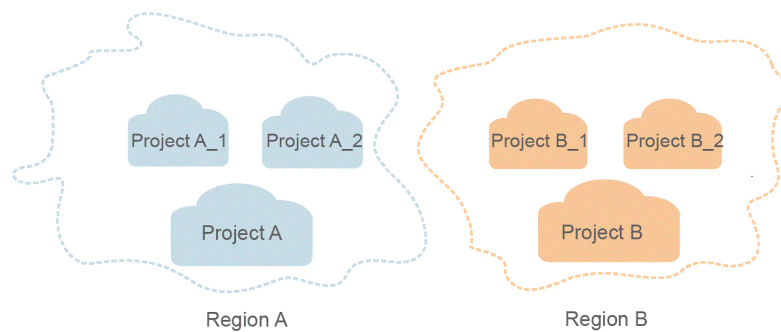 Project A_1
Project A_2
Project A
Region A
Project B_1
Project B_2
Project B
Region B